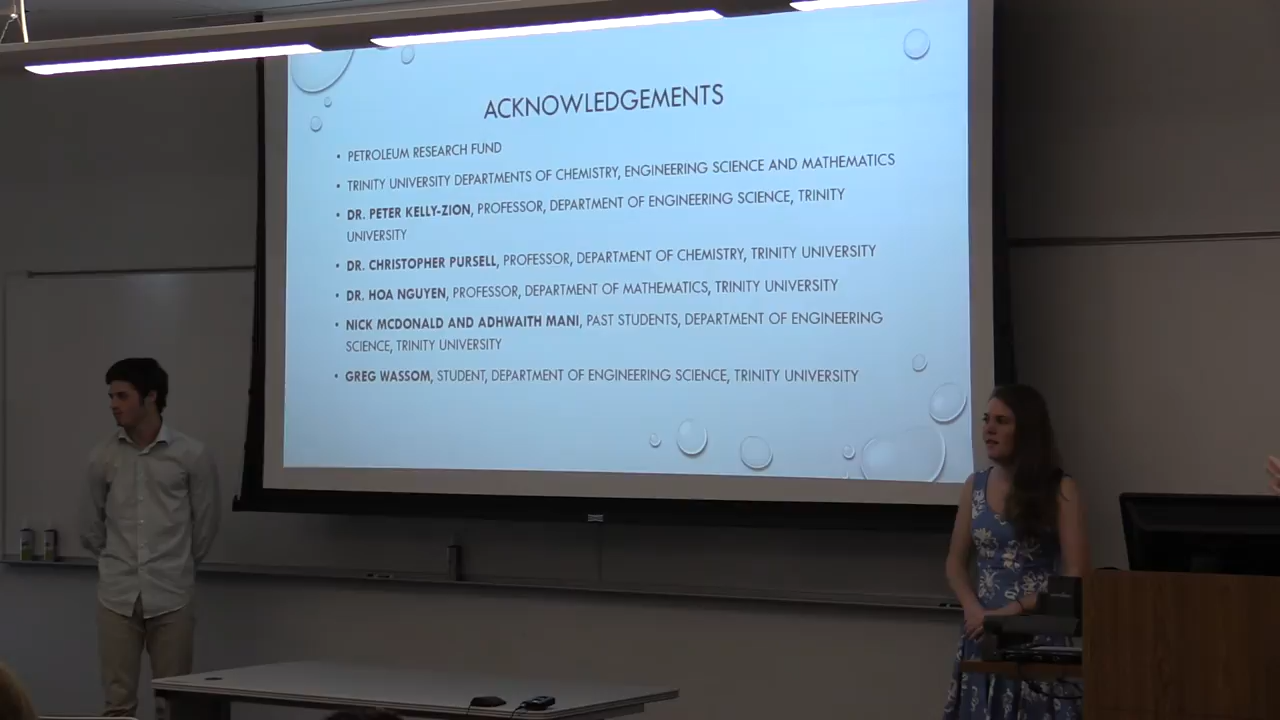 ACKNOWLEDGEMENTS
• PETROLEUM RESEARCH FUND
• TRINITY UNIVERSITY DEPARTMENTS OF CHEMISTRY, ENGINEERING SCIENCE AND MATHEMATICS
• DR. PETER KELLY-ZION, PROFESSOR, DEPARTMENT OF ENGINEERING SCIENCE, TRINITY
UNIVERSITY
• DR. CHRISTOPHER PURSELL, PROFESSOR, DEPARTMENT OF CHEMISTRY, TRINITY UNIVERSITY
• DR. HOA NGUYEN, PROFESSOR, DEPARTMENT OF MATHEMATICS, TRINITY UNIVERSITY
• NICK MCDONALD AND ADHWAITH MANI, PAST STUDENTS, DEPARTMENT OF ENGINEERING
SCIENCE, TRINITY UNIVERSITY
• GREG WASSOM, STUDENT, DEPARTMENT OF ENGINEERING SCIENCE, TRINITY UNIVERSITY